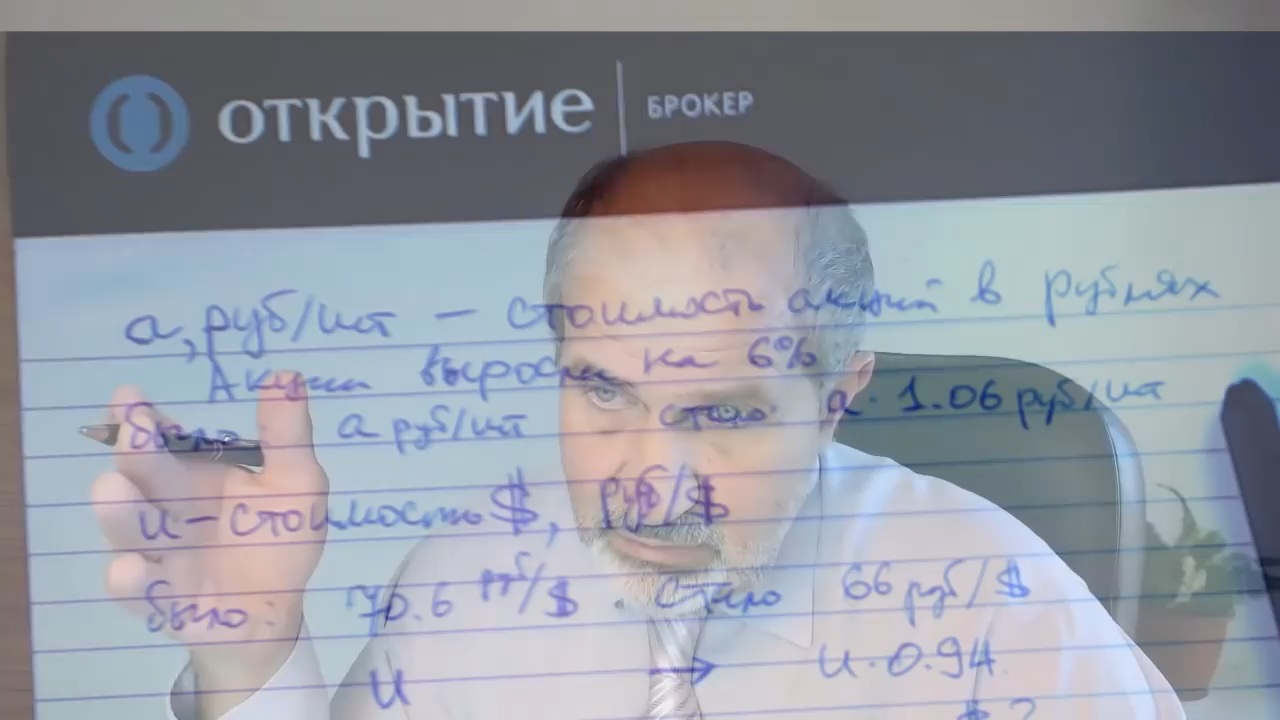 открытие БРОКЕР
а, руб/шт — стоимость акций в рублях
Акции выросли на 6%
было: а руб/шт стало: а · 1.06 руб/шт
и — стоимость $, руб/$
было: 70.6 руб/$ стало 66 руб/$
и → и · 0.94
$ ?